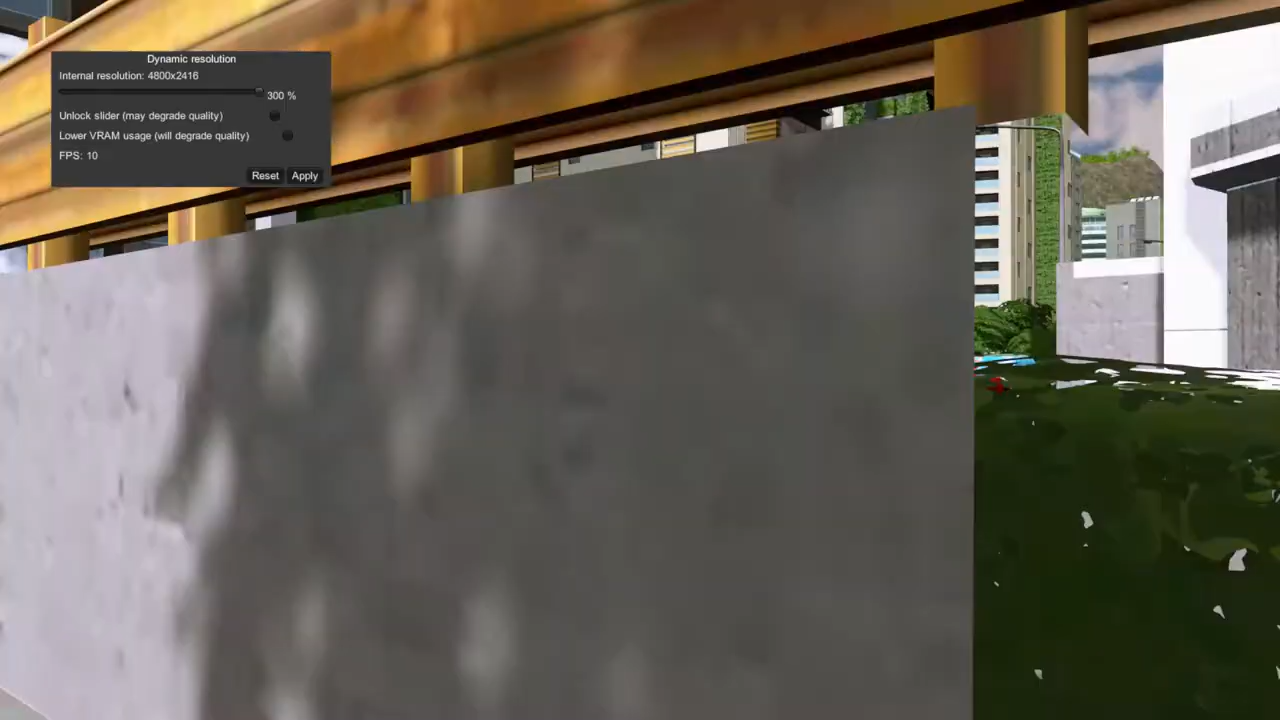 Dynamic resolution
Internal resolution: 4800x2416
300 %
Unlock slider (may degrade quality)
Lower VRAM usage (will degrade quality)
FPS: 10
Reset Apply